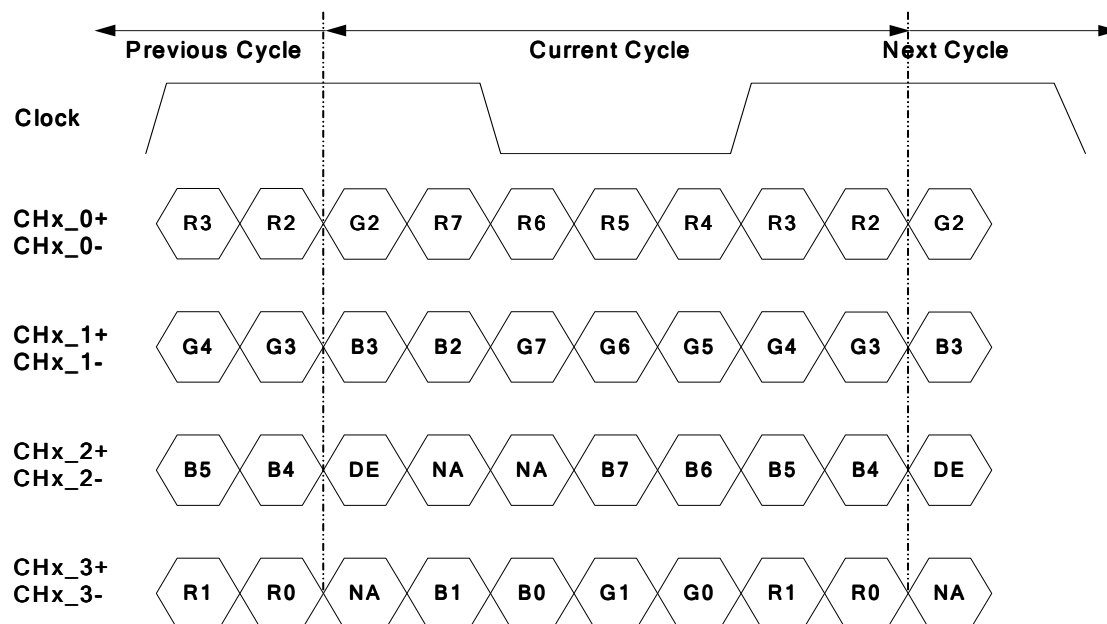 Previous Cycle Current Cycle Next Cycle
Clock
CHx_0+
CHx_0-
R3 R2 G2 R7 R6 R5 R4 R3 R2 G2
CHx_1+
CHx_1-
G4 G3 B3 B2 G7 G6 G5 G4 G3 B3
CHx_2+
CHx_2-
B5 B4 DE NA NA B7 B6 B5 B4 DE
CHx_3+
CHx_3-
R1 R0 NA B1 B0 G1 G0 R1 R0 NA